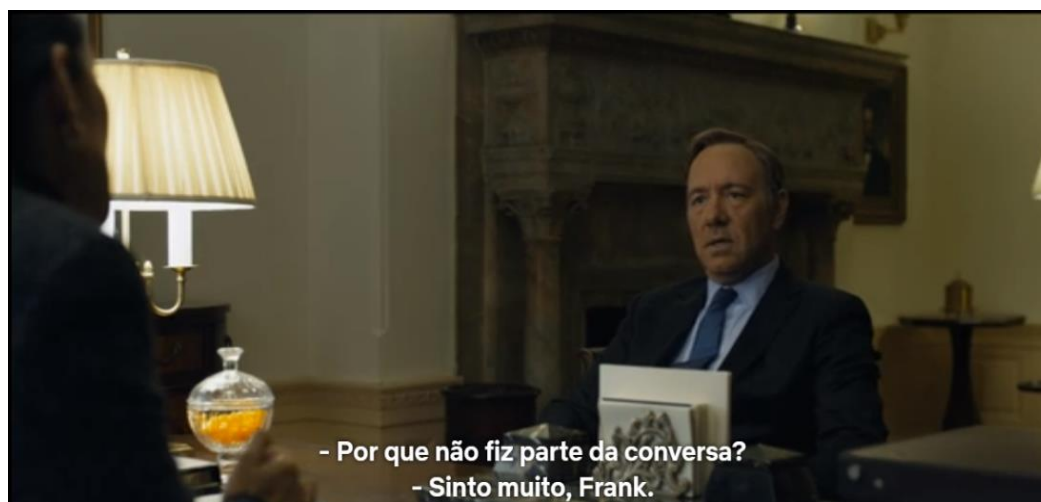 - Por que não fiz parte da conversa?
- Sinto muito, Frank.